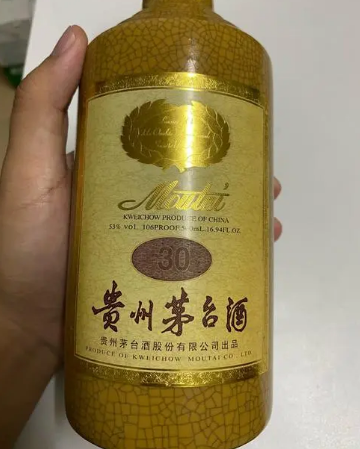 Moutai
KWEICHOW PRODUCE OF CHINA
53% VOL. 106PROOF 500mL 16.94FL.OZ.
30
贵州茅台酒
贵州茅台酒股份有限公司出品
PRODUCE OF KWEICHOW MOUTAI CO., LTD.